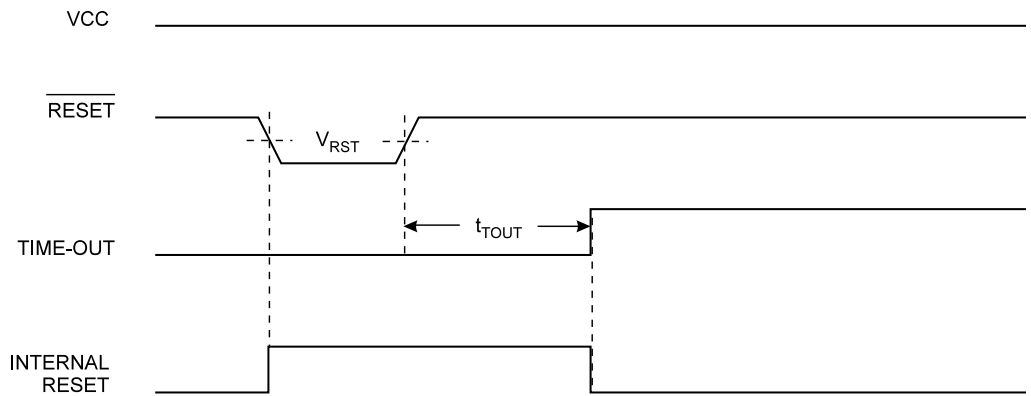 VCC
RESET
VRST
tTOUT
TIME-OUT
INTERNAL
RESET